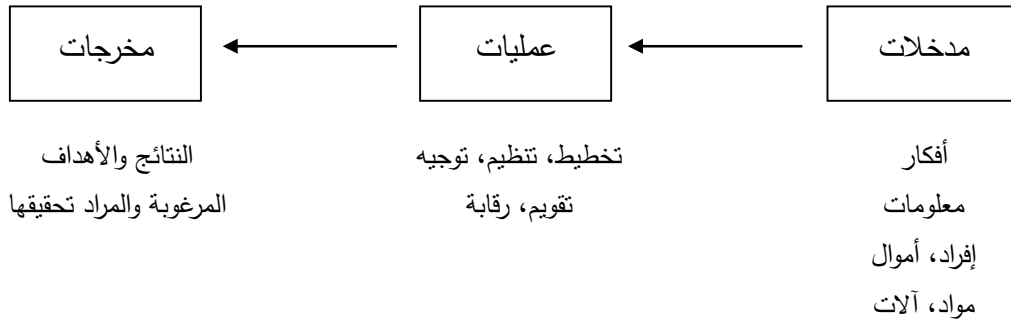 مدخلات
عمليات
مخرجات
أفكار
معلومات
إفراد، أموال
مواد، آلات
تخطيط، تنظيم، توجيه
تقويم، رقابة
النتائج والأهداف
المرغوبة والمراد تحقيقها